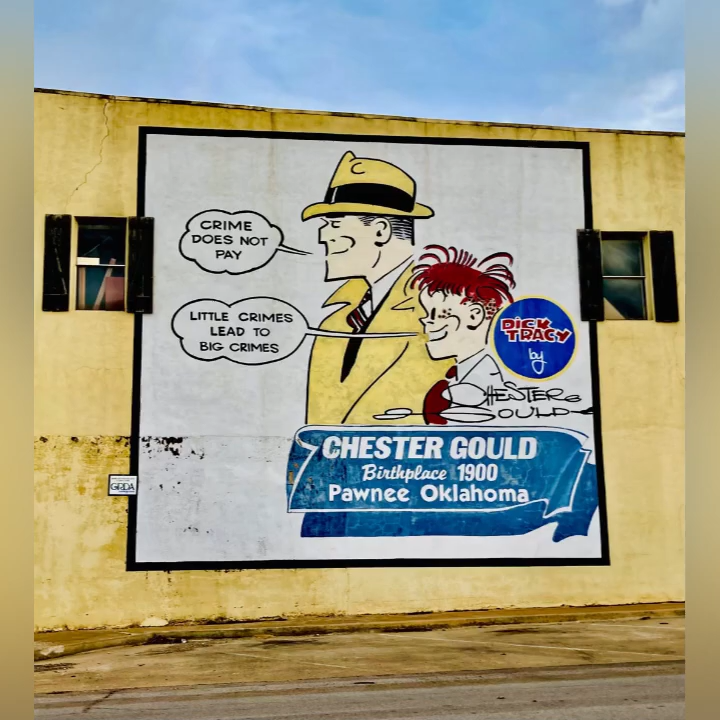 CRIME
DOES NOT
PAY
LITTLE CRIMES
LEAD TO
BIG CRIMES
DICK
TRACY
by
CHESTER
GOULD
CHESTER GOULD
Birthplace 1900
Pawnee Oklahoma
GRDA